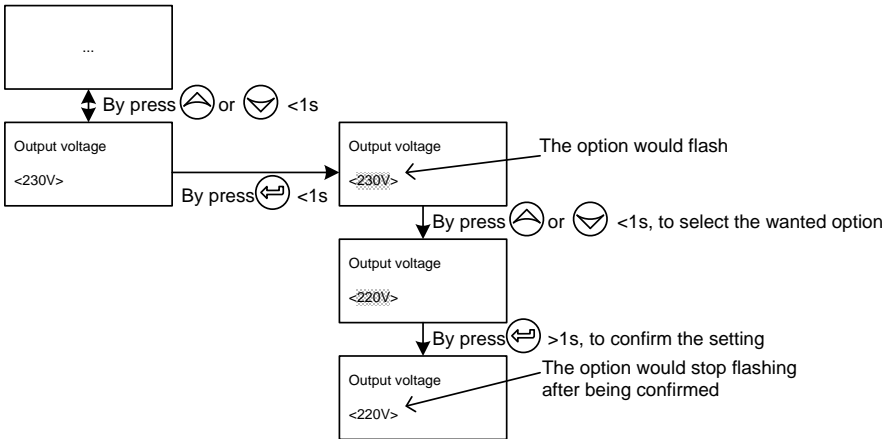 ...
By press or <1s
Output voltage
<230V>
By press <1s
Output voltage
<230V>
The option would flash
By press or <1s, to select the wanted option
Output voltage
<220V>
By press >1s, to confirm the setting
Output voltage
<220V>
The option would stop flashing
after being confirmed